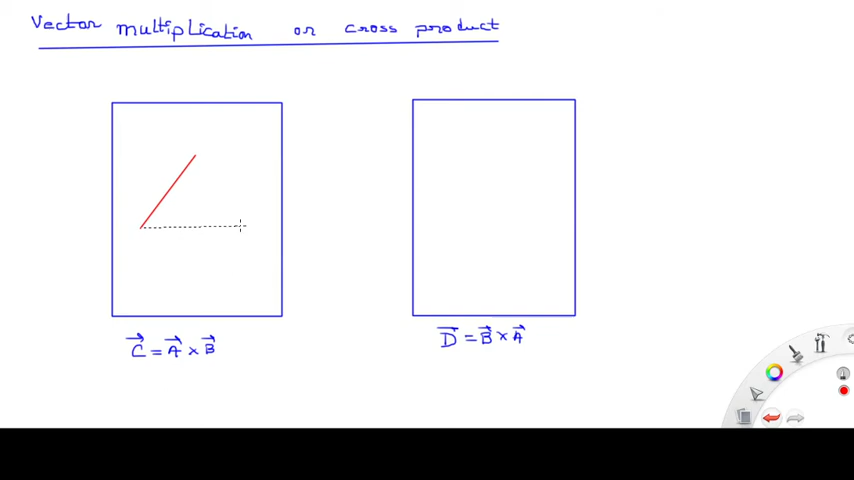 Vector multiplication or cross product
C⃗ = A⃗ × B⃗
D⃗ = B⃗ × A⃗